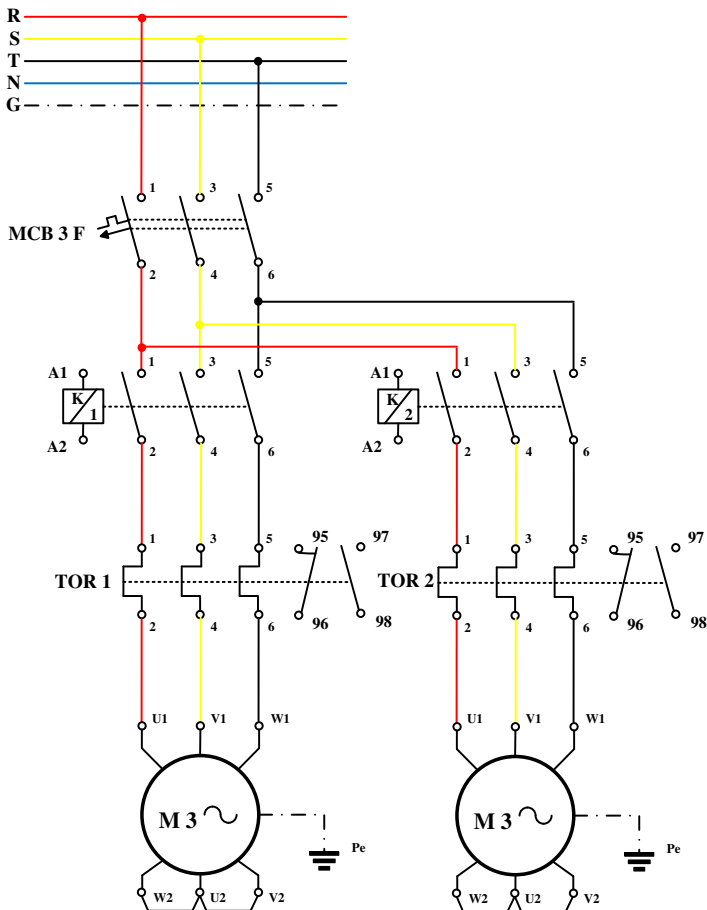 R
S
T
N
G
1 3 5
MCB 3 F
2 4 6
1 3 5 1 3 5
A1 A1
K 1 K 2
A2 A2
2 4 6 2 4 6
1 3 5 95 97 1 3 5 95 97
TOR 1 TOR 2
2 4 6 96 98 2 4 6 96 98
U1 V1 W1 U1 V1 W1
M 3 M 3
Pe Pe
W2 U2 V2 W2 U2 V2